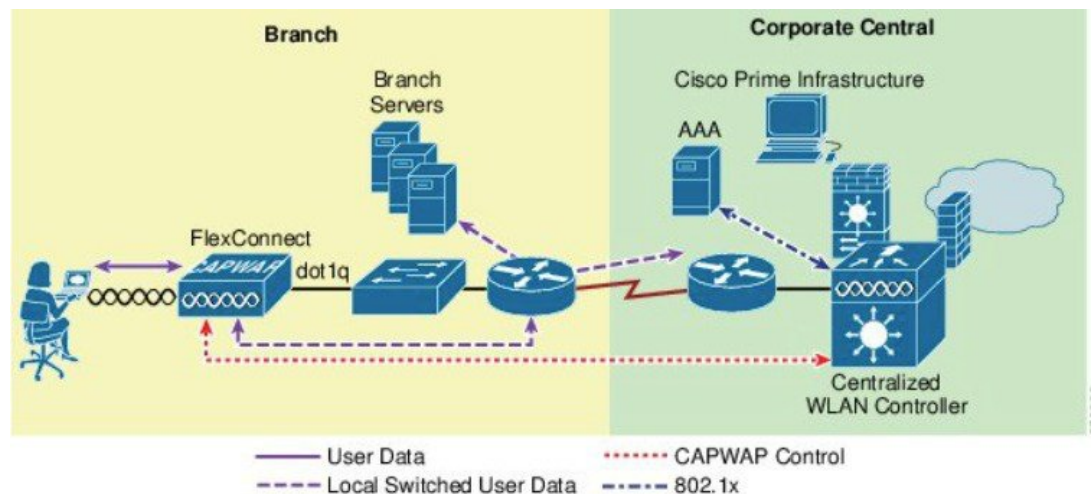 Branch
Corporate Central
Branch
Servers
Cisco Prime Infrastructure
AAA
FlexConnect
CAPWAP
dot1q
Centralized
WLAN Controller
User Data
CAPWAP Control
Local Switched User Data
802.1x